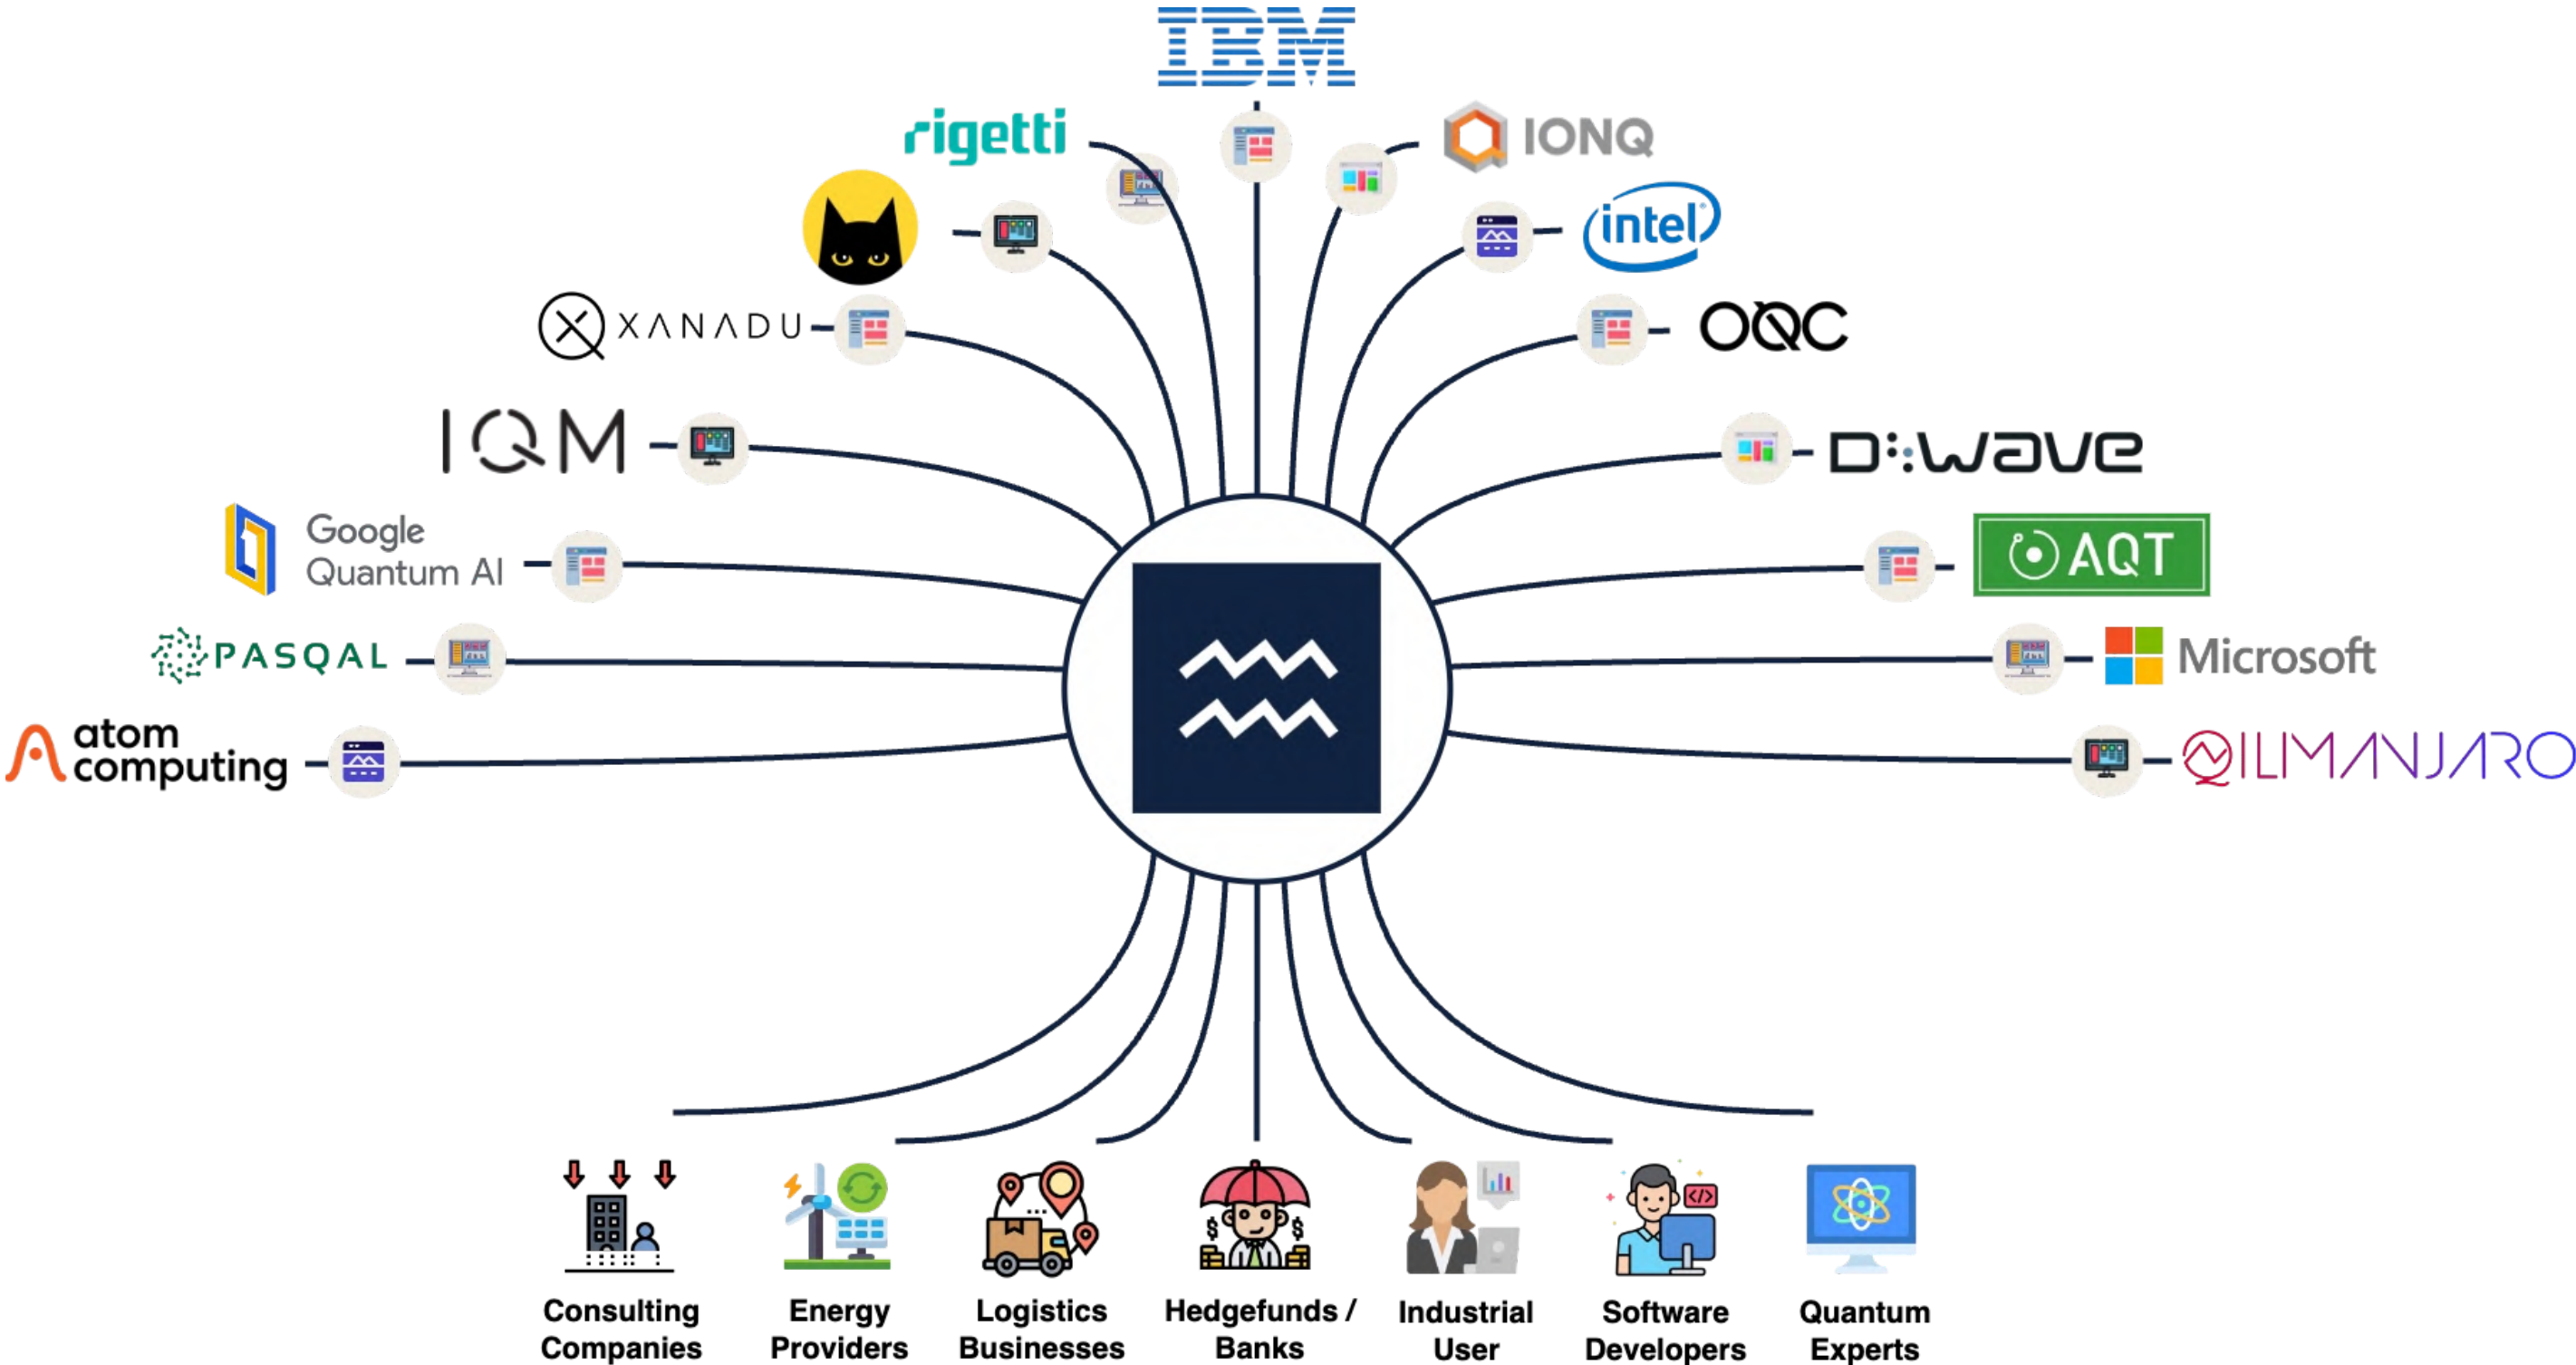 IBM
rigetti
IONQ
intel
XANADU
OQC
IQM
D:wave
Google
Quantum AI
AQT
PASQAL
Microsoft
atom
computing
QILIMANJARO
Consulting
Companies
Energy
Providers
Logistics
Businesses
Hedgefunds /
Banks
Industrial
User
Software
Developers
Quantum
Experts